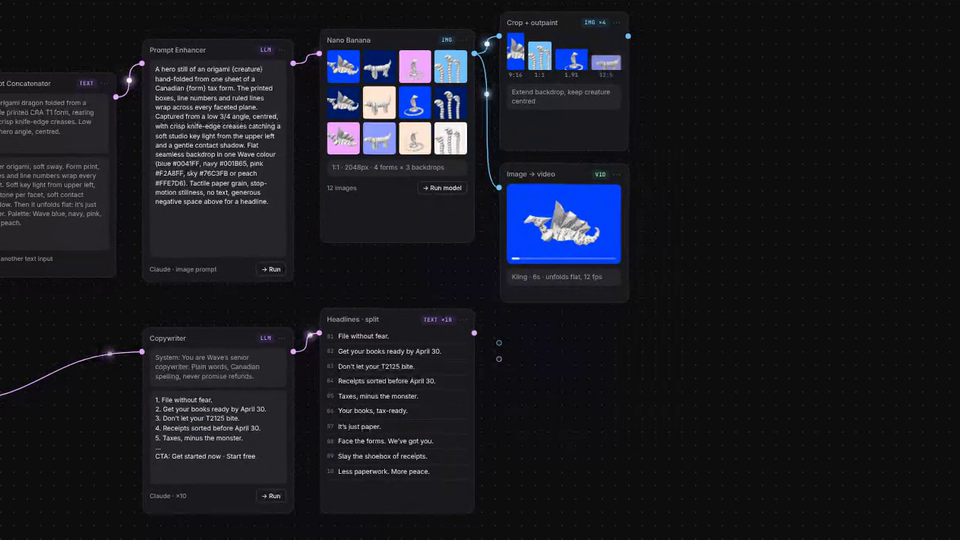 ot Concatenator
TEXT
rigami dragon folded from a
le printed CRA T1 form, rearing
crisp knife-edge creases. Low
hero angle, centred.
er origami, soft sway. Form print,
es and line numbers wrap every
t. Soft key light from upper left,
tone per facet, soft contact
w. Then it unfolds flat: it's just
r. Palette: Wave blue, navy, pink,
peach.
another text input
Prompt Enhancer
LLM
A hero still of an origami {creature}
hand-folded from one sheet of a
Canadian {form} tax form. The printed
boxes, line numbers and ruled lines
wrap across every faceted plane.
Captured from a low 3/4 angle, centred,
with crisp knife-edge creases catching a
soft studio key light from the upper left
and a gentle contact shadow. Flat
seamless backdrop in one Wave colour
(blue #0041FF, navy #001B65, pink
#F2A8FF, sky #76C3FB or peach
#FFE7D6). Tactile paper grain, stop-
motion stillness, no text, generous
negative space above for a headline.
Claude · image prompt
→ Run
Nano Banana
IMG
1:1 · 2048px · 4 forms × 3 backdrops
12 images
→ Run model
Crop + outpaint
IMG ×4
9:16
1:1
1.91
Extend backdrop, keep creature
centred
Image → video
VID
Kling · 6s · unfolds flat, 12 fps
Copywriter
LLM
System: You are Wave's senior
copywriter. Plain words, Canadian
spelling, never promise refunds.
1. File without fear.
2. Get your books ready by April 30.
3. Don't let your T2125 bite.
4. Receipts sorted before April 30.
5. Taxes, minus the monster.
...
CTA: Get started now · Start free
Claude · ×10
→ Run
Headlines · split
TEXT ×10
01 File without fear.
02 Get your books ready by April 30.
03 Don't let your T2125 bite.
04 Receipts sorted before April 30.
05 Taxes, minus the monster.
06 Your books, tax-ready.
07 It's just paper.
08 Face the forms. We've got you.
09 Slay the shoebox of receipts.
10 Less paperwork. More peace.